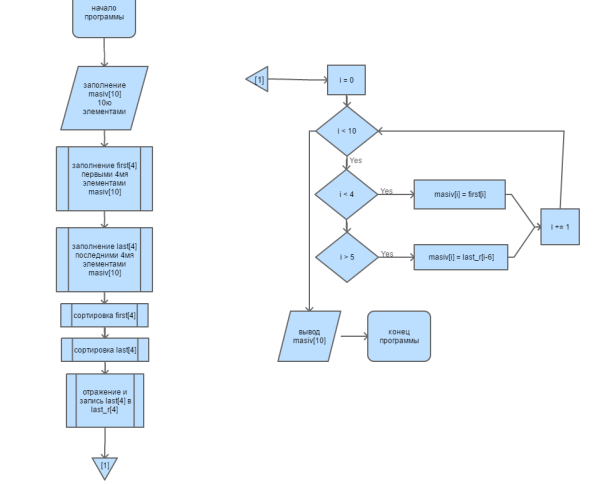 начало
программы
заполнение
masiv[10]
10ю
элементами
заполнение first[4]
первыми 4мя
элементами
masiv[10]
заполнение last[4]
последними 4мя
элементами
masiv[10]
сортировка first[4]
сортировка last[4]
отражение и
запись last[4] в
last_r[4]
[1]
[1]
i = 0
i < 10
Yes
i < 4
Yes
masiv[i] = first[i]
i += 1
i > 5
Yes
masiv[i] = last_r[i-6]
вывод
masiv[10]
конец
программы